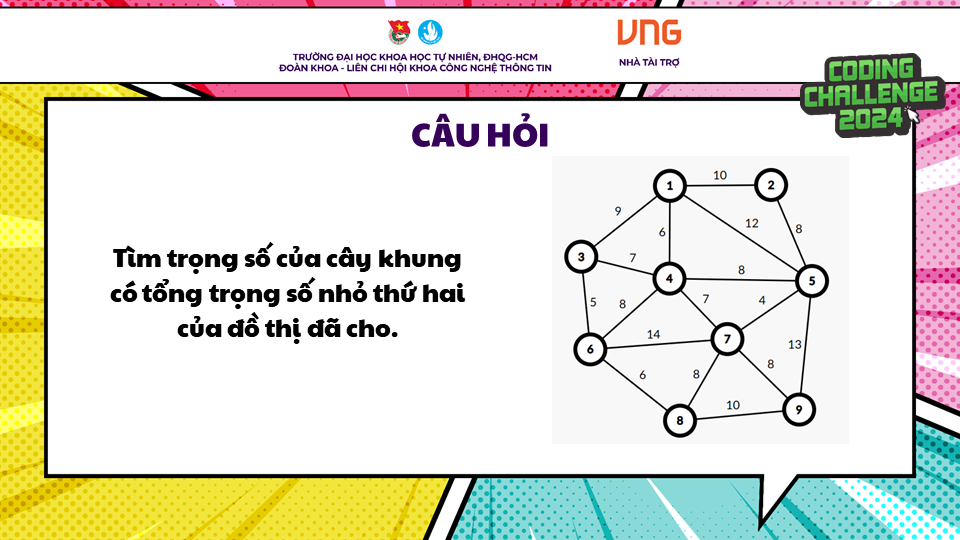 TRƯỜNG ĐẠI HỌC KHOA HỌC TỰ NHIÊN, ĐHQG-HCM
ĐOÀN KHOA - LIÊN CHI HỘI KHOA CÔNG NGHỆ THÔNG TIN
VNG
NHÀ TÀI TRỢ
CODING
CHALLENGE
2024
CÂU HỎI
Tìm trọng số của cây khung
có tổng trọng số nhỏ thứ hai
của đồ thị đã cho.
10
1
2
9
12
8
6
3
7
4
8
5
5
8
7
4
14
7
13
6
6
8
8
10
9
8